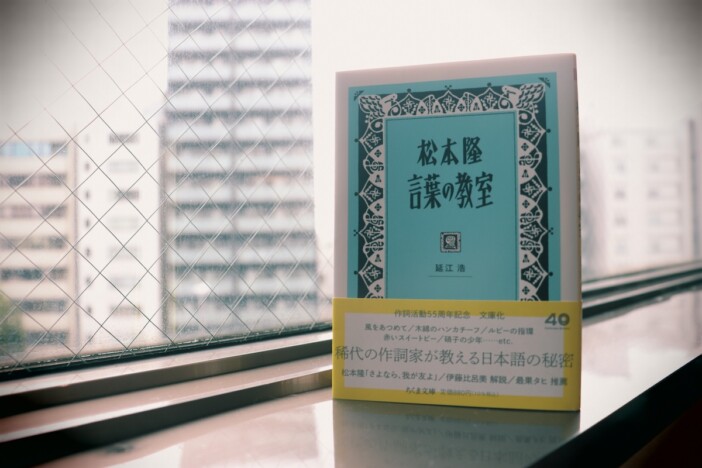 松本隆
言葉の教室
延江 浩
作詞活動55周年記念 文庫化
風をあつめて／木綿のハンカチーフ／ルビーの指環
赤いスイートピー／硝子の少年……etc.
稀代の作詞家が教える日本語の秘密
松本隆「さよなら、我が友よ」／伊藤比呂美 解説／最果タヒ 推薦
ちくま文庫
40